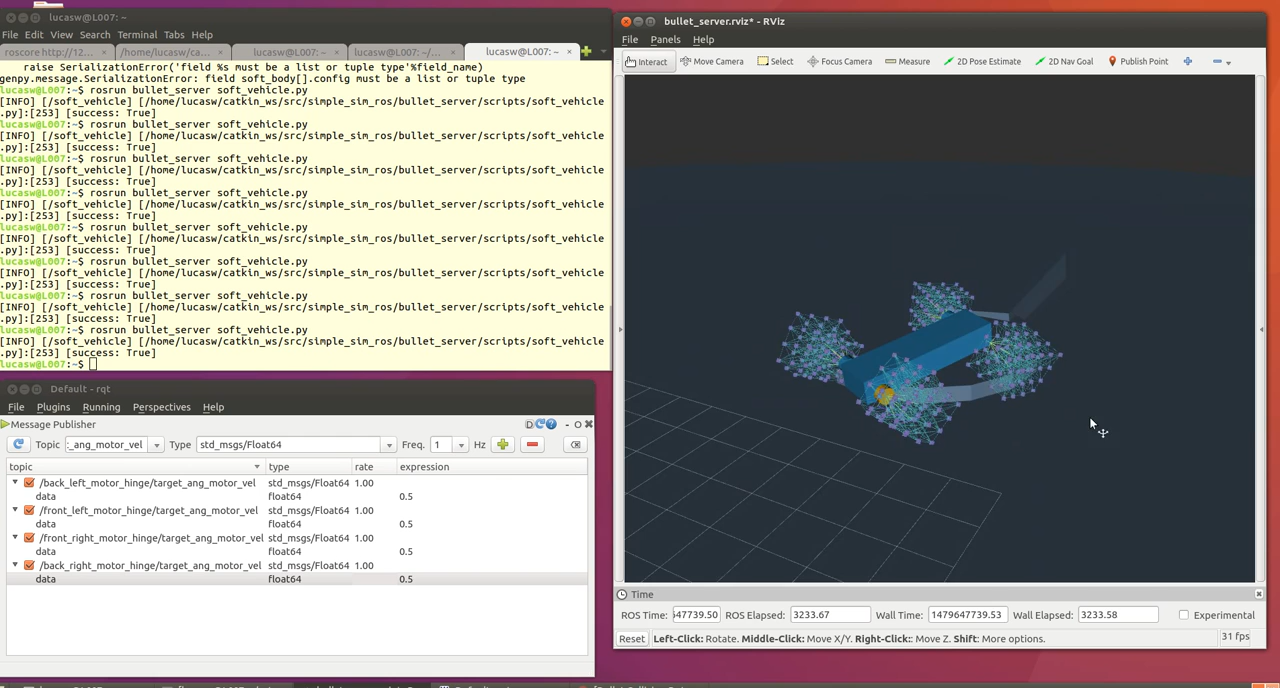 lucasw@L007: ~
File Edit View Search Terminal Tabs Help
roscore http://12... × /home/lucasw/ca... × lucasw@L007: ~ × lucasw@L007: ~/... × lucasw@L007: ~ ×
raise SerializationError('field %s must be a list or tuple type'%field_name)
genpy.message.SerializationError: field soft_body[].config must be a list or tuple type
lucasw@L007:~$ rosrun bullet_server soft_vehicle.py
[INFO] [/soft_vehicle] [/home/lucasw/catkin_ws/src/simple_sim_ros/bullet_server/scripts/soft_vehicle
.py]:[253] [success: True]
lucasw@L007:~$ rosrun bullet_server soft_vehicle.py
[INFO] [/soft_vehicle] [/home/lucasw/catkin_ws/src/simple_sim_ros/bullet_server/scripts/soft_vehicle
.py]:[253] [success: True]
lucasw@L007:~$ rosrun bullet_server soft_vehicle.py
[INFO] [/soft_vehicle] [/home/lucasw/catkin_ws/src/simple_sim_ros/bullet_server/scripts/soft_vehicle
.py]:[253] [success: True]
lucasw@L007:~$ rosrun bullet_server soft_vehicle.py
[INFO] [/soft_vehicle] [/home/lucasw/catkin_ws/src/simple_sim_ros/bullet_server/scripts/soft_vehicle
.py]:[253] [success: True]
lucasw@L007:~$ rosrun bullet_server soft_vehicle.py
[INFO] [/soft_vehicle] [/home/lucasw/catkin_ws/src/simple_sim_ros/bullet_server/scripts/soft_vehicle
.py]:[253] [success: True]
lucasw@L007:~$ rosrun bullet_server soft_vehicle.py
[INFO] [/soft_vehicle] [/home/lucasw/catkin_ws/src/simple_sim_ros/bullet_server/scripts/soft_vehicle
.py]:[253] [success: True]
lucasw@L007:~$ rosrun bullet_server soft_vehicle.py
[INFO] [/soft_vehicle] [/home/lucasw/catkin_ws/src/simple_sim_ros/bullet_server/scripts/soft_vehicle
.py]:[253] [success: True]
lucasw@L007:~$ rosrun bullet_server soft_vehicle.py
[INFO] [/soft_vehicle] [/home/lucasw/catkin_ws/src/simple_sim_ros/bullet_server/scripts/soft_vehicle
.py]:[253] [success: True]
lucasw@L007:~$
Default - rqt
File Plugins Running Perspectives Help
Message Publisher D ? - O
Topic :_ang_motor_vel Type std_msgs/Float64 Freq. 1 Hz
topic type rate expression
/back_left_motor_hinge/target_ang_motor_vel std_msgs/Float64 1.00
data float64 0.5
/front_left_motor_hinge/target_ang_motor_vel std_msgs/Float64 1.00
data float64 0.5
/front_right_motor_hinge/target_ang_motor_vel std_msgs/Float64 1.00
data float64 0.5
/back_right_motor_hinge/target_ang_motor_vel std_msgs/Float64 1.00
data float64 0.5
bullet_server.rviz* - RViz
File Panels Help
Interact Move Camera Select Focus Camera Measure 2D Pose Estimate 2D Nav Goal Publish Point
Time
ROS Time: 47739.50 ROS Elapsed: 3233.67 Wall Time: 1479647739.53 Wall Elapsed: 3233.58 Experimental
Reset Left-Click: Rotate. Middle-Click: Move X/Y. Right-Click:: Move Z. Shift: More options. 31 fps